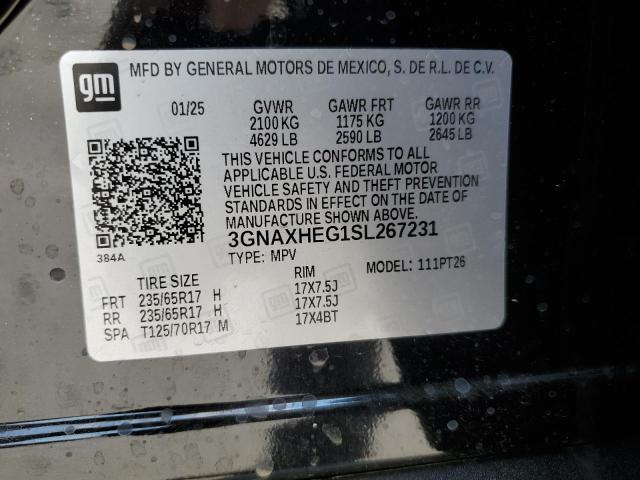 gm
MFD BY GENERAL MOTORS DE MEXICO, S. DE R.L. DE C.V.
01/25 GVWR GAWR FRT GAWR RR
2100 KG 1175 KG 1200 KG
4629 LB 2590 LB 2645 LB
THIS VEHICLE CONFORMS TO ALL
APPLICABLE U.S. FEDERAL MOTOR
VEHICLE SAFETY AND THEFT PREVENTION
STANDARDS IN EFFECT ON THE DATE OF
MANUFACTURE SHOWN ABOVE.
3GNAXHEG1SL267231
384A
TYPE: MPV MODEL: 111PT26
TIRE SIZE RIM
FRT 235/65R17 H 17X7.5J
RR 235/65R17 H 17X7.5J
SPA T125/70R17 M 17X4BT